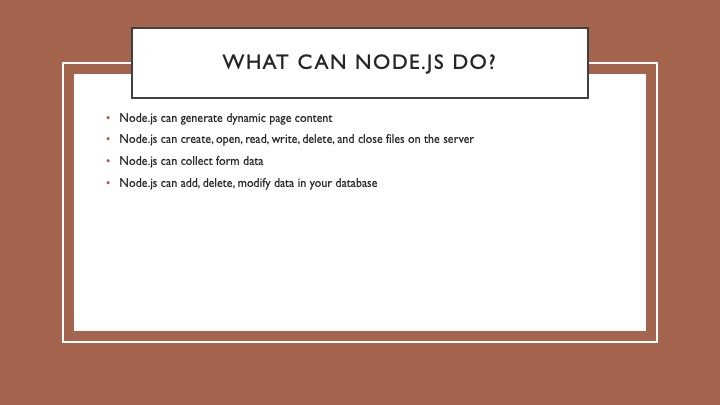 WHAT CAN NODE.JS DO?
• Node.js can generate dynamic page content
• Node.js can create, open, read, write, delete, and close files on the server
• Node.js can collect form data
• Node.js can add, delete, modify data in your database